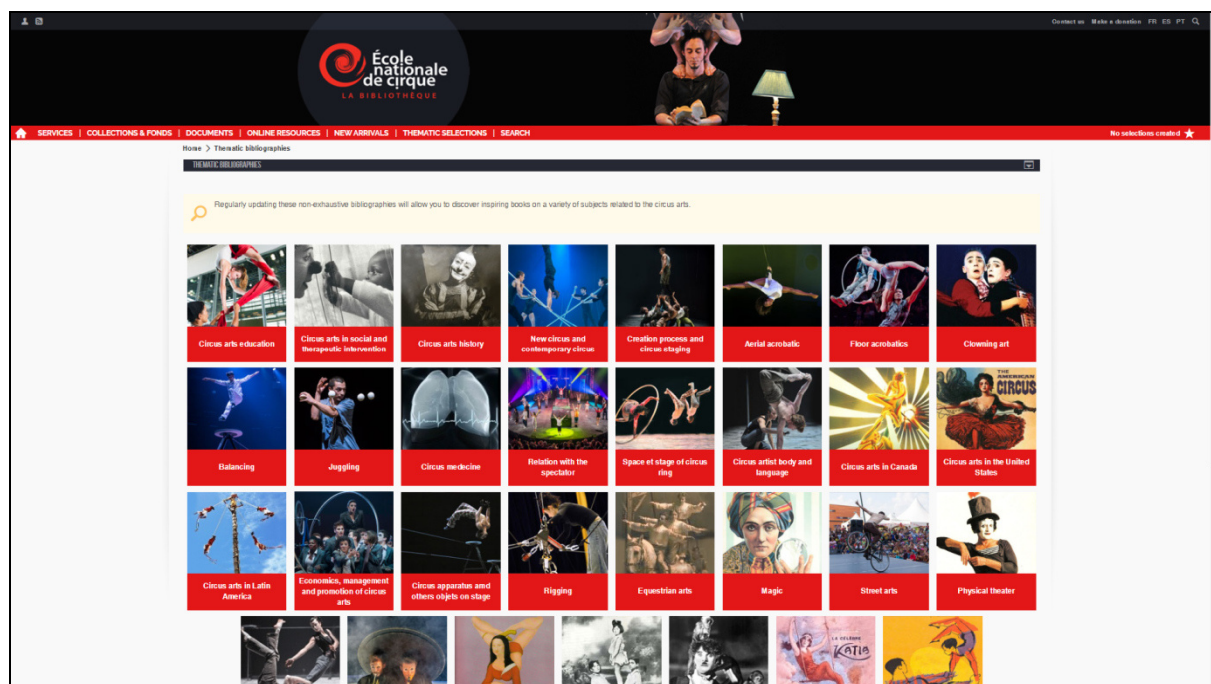 Contact us Make a donation FR ES PT
École
nationale
de cirque
LA BIBLIOTHÈQUE
SERVICES | COLLECTIONS & FONDS | DOCUMENTS | ONLINE RESOURCES | NEW ARRIVALS | THEMATIC SELECTIONS | SEARCH
No selections created
Home > Thematic bibliographies
THEMATIC BIBLIOGRAPHIES
Regularly updating these non-exhaustive bibliographies will allow you to discover inspiring books on a variety of subjects related to the circus arts.
Circus arts education
Circus arts in social and
therapeutic intervention
Circus arts history
New circus and
contemporary circus
Creation process and
circus staging
Aerial acrobatic
Floor acrobatics
Clowning art
THE
AMERICAN
CIRCUS
Balancing
Juggling
Circus medecine
Relation with the
spectator
Space et stage of circus
ring
Circus artist body and
language
Circus arts in Canada
Circus arts in the United
States
Circus arts in Latin
America
Economics, management
and promotion of circus
arts
Circus apparatus amd
others objets on stage
Rigging
Equestrian arts
Magic
Street arts
Physical theater
LA CÉLÈBRE
KATIA